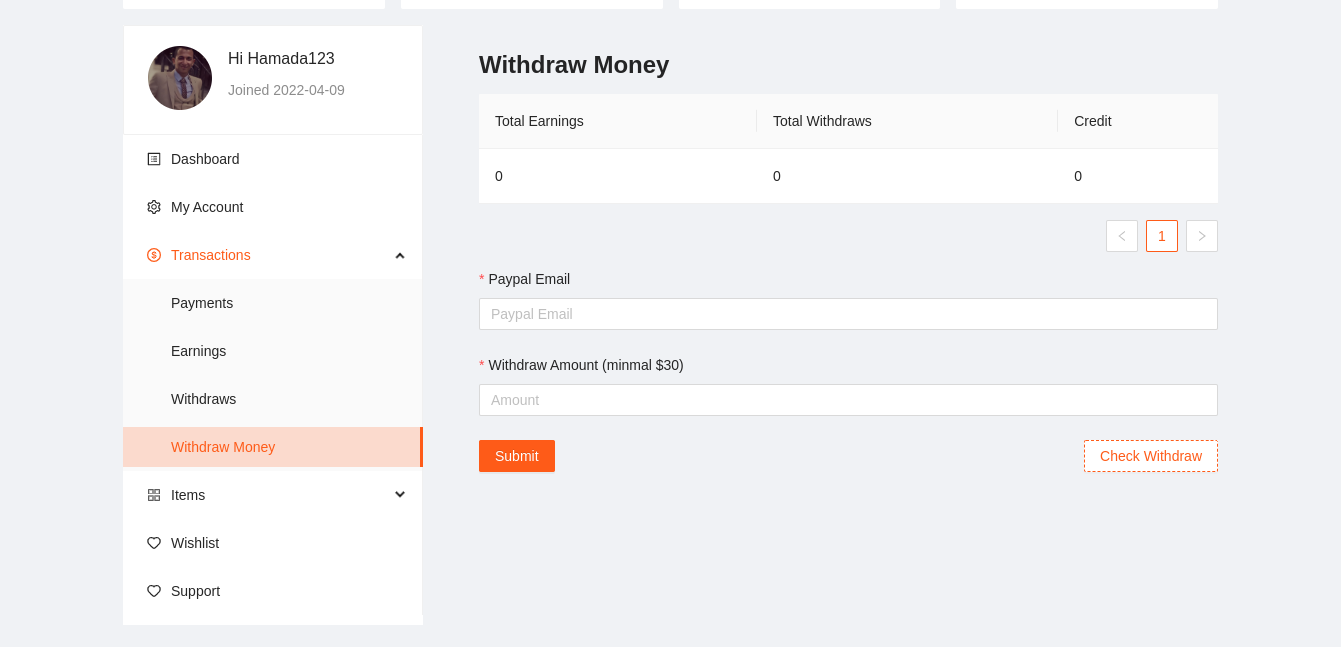 Hi Hamada123
Joined 2022-04-09
Dashboard
My Account
Transactions
Payments
Earnings
Withdraws
Withdraw Money
Items
Wishlist
Support
Withdraw Money
Total Earnings Total Withdraws Credit
0 0 0
1
* Paypal Email
Paypal Email
* Withdraw Amount (minmal $30)
Amount
Submit Check Withdraw